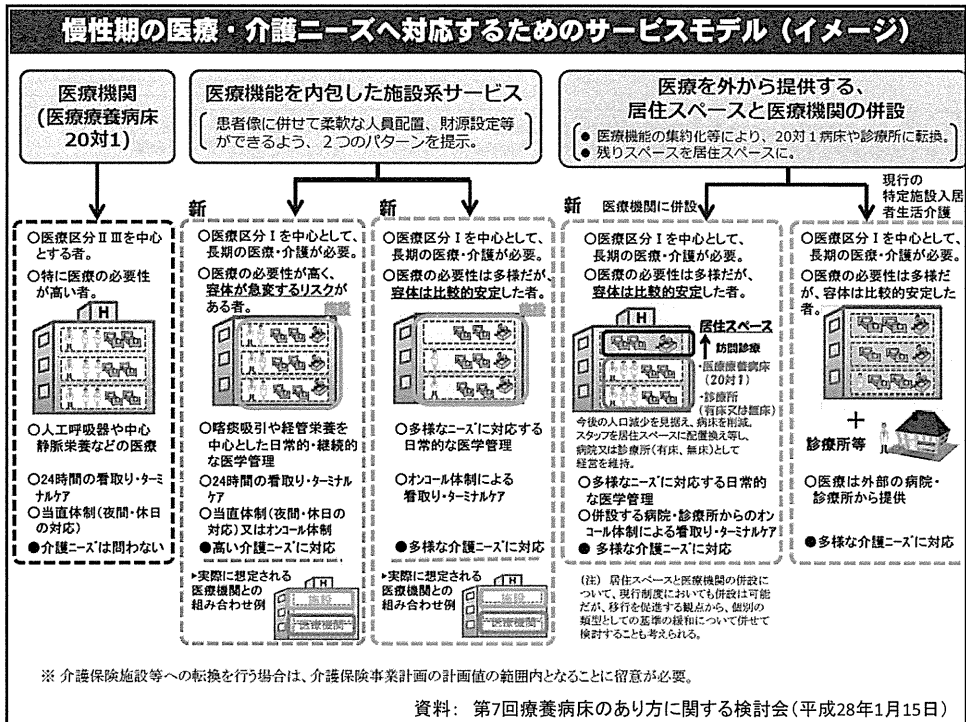 慢性期の医療・介護ニーズへ対応するためのサービスモデル（イメージ）
医療機関
（医療療養病床
20対1）
医療機能を内包した施設系サービス
患者像に併せて柔軟な人員配置、財源設定等
ができるよう、２つのパターンを提示。
医療を外から提供する、
居住スペースと医療機関の併設
● 医療機能の集約化等により、20対１病床や診療所に転換。
● 残りスペースを居住スペースに。
○医療区分ⅡⅢを中心
とする者。
○特に医療の必要性
が高い者。
H
○人工呼吸器や中心
静脈栄養などの医療
○24時間の看取り・ターミ
ナルケア
○当直体制（夜間・休日
の対応）
●介護ニーズは問わない
新
○医療区分Ⅰを中心として、
長期の医療・介護が必要。
○医療の必要性が高く、
容体が急変するリスクが
ある者。
施設
○喀痰吸引や経管栄養を
中心とした日常的・継続的
な医学管理
○24時間の看取り・ターミナル
ケア
○当直体制（夜間・休日の
対応）又はオンコール体制
●高い介護ニーズに対応
▶実際に想定される
医療機関との
組み合わせ例
H
施設
医療機関
新
○医療区分Ⅰを中心として、
長期の医療・介護が必要。
○医療の必要性は多様だが、
容体は比較的安定した者。
施設
○多様なニーズに対応する
日常的な医学管理
○オンコール体制による
看取り・ターミナルケア
●多様な介護ニーズに対応
▶実際に想定される
医療機関との
組み合わせ例
H
施設
医療機関
新
医療機関に併設
○医療区分Ⅰを中心として、
長期の医療・介護が必要。
○医療の必要性は多様だが、
容体は比較的安定した者。
H
居住スペース
訪問診療
・医療療養病床
（20対1）
・診療所
（有床又は無床）
今後の人口減少を見据え、病床を削減。
スタッフを居住スペースに配置換え等し、
病院又は診療所（有床、無床）として
経営を維持。
○多様なニーズに対応する日常的
な医学管理
○併設する病院・診療所からのオン
コール体制による看取り・ターミナルケア
● 多様な介護ニーズに対応
（注） 居住スペースと医療機関の併設に
ついて、現行制度においても併設は可能
だが、移行を促進する観点から、個別の
類型としての基準の緩和について併せて
検討することも考えられる。
現行の
特定施設入居
者生活介護
○医療区分Ⅰを中心として、
長期の医療・介護が必要。
○医療の必要性は多様だ
が、容体は比較的安定した
者。
＋
診療所等
○医療は外部の病院・
診療所から提供
●多様な介護ニーズに対応
※ 介護保険施設等への転換を行う場合は、介護保険事業計画の計画値の範囲内となることに留意が必要。
資料： 第7回療養病床のあり方に関する検討会（平成28年1月15日）